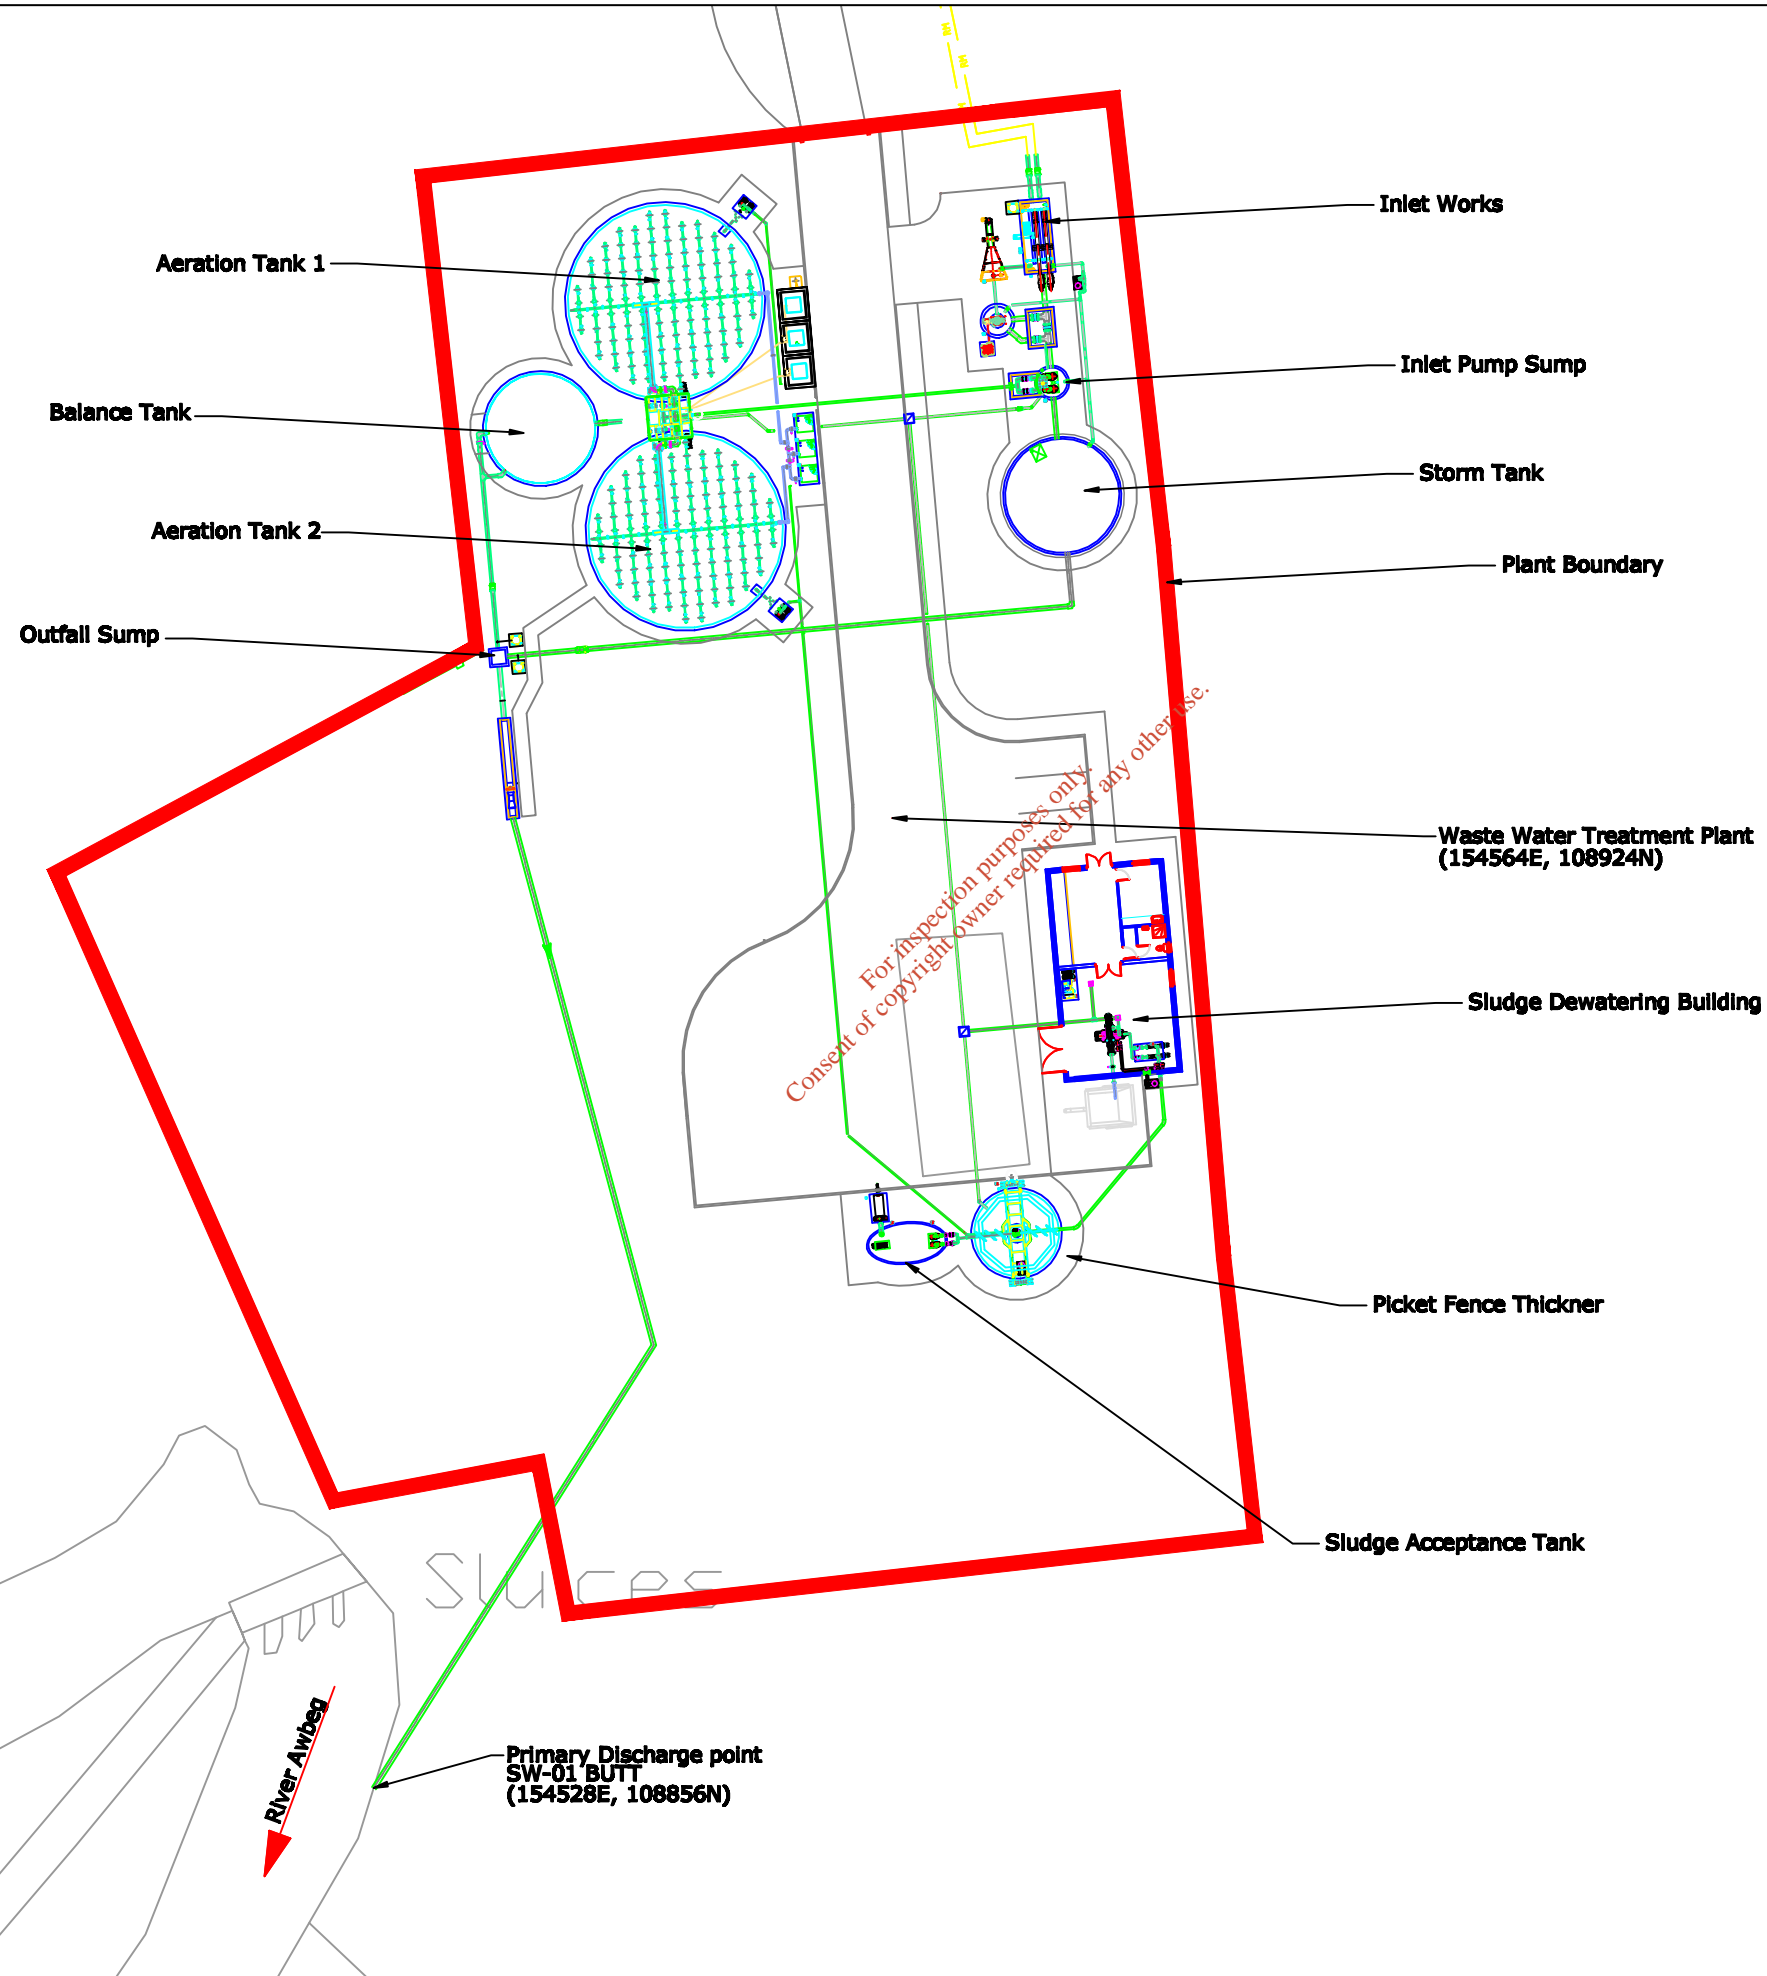 Inlet Works
Aeration Tank 1
Inlet Pump Sump
Balance Tank
Storm Tank
Aeration Tank 2
Plant Boundary
Outfall Sump
For inspection purposes only.
Consent of copyright owner required for any other use.
Waste Water Treatment Plant
(154564E, 108924N)
Sludge Dewatering Building
Picket Fence Thickner
Sludge Acceptance Tank
Sluices
River Awbeg
Primary Discharge point
SW-01 BUTT
(154528E, 108856N)